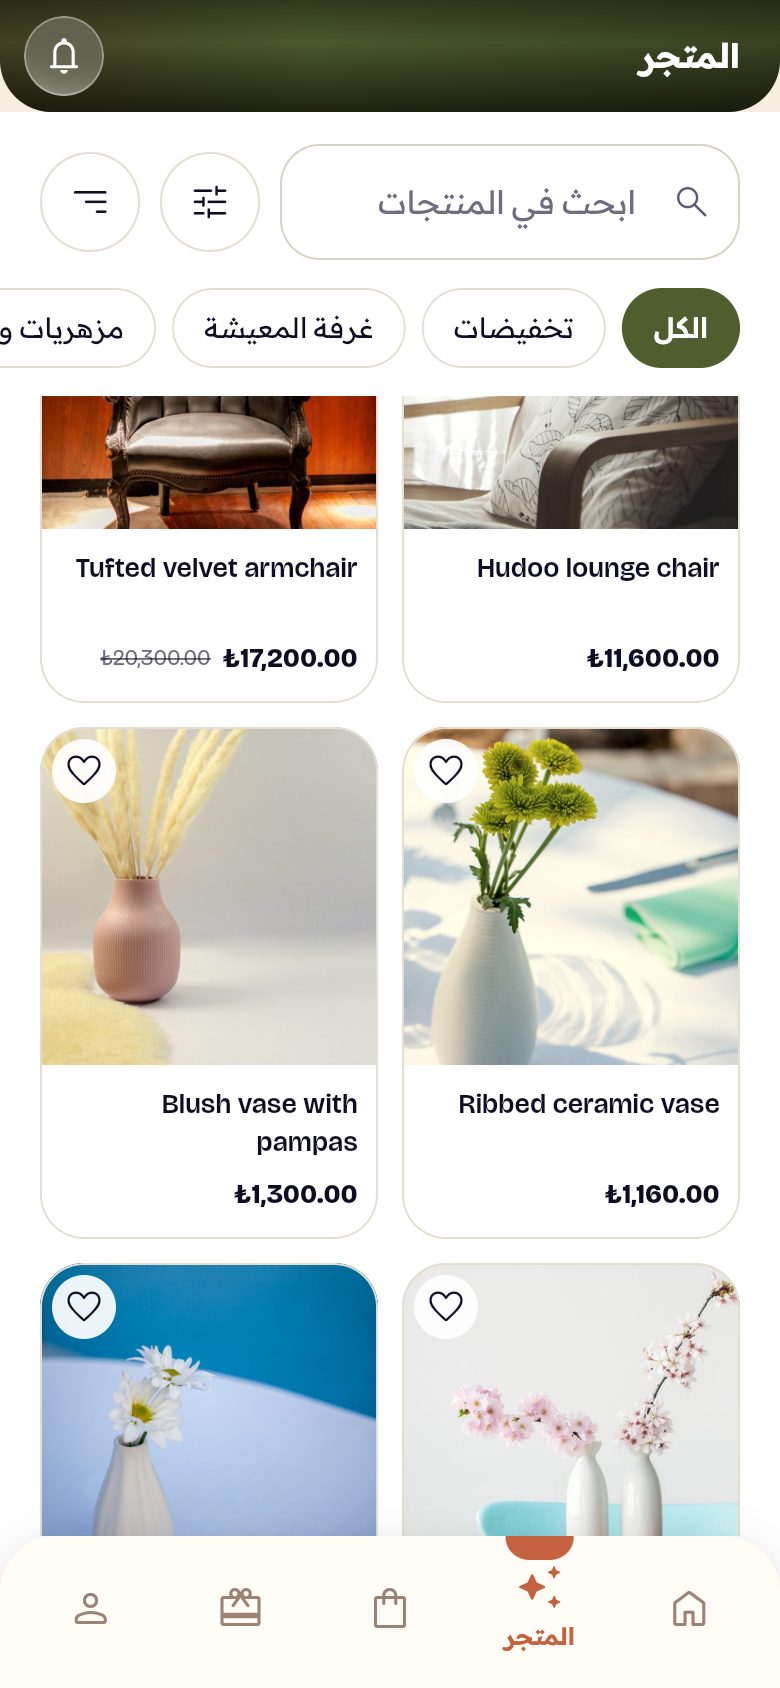 المتجر
ابحث في المنتجات
الكل
تخفيضات
غرفة المعيشة
مزهريات و
Hudoo lounge chair
₺11,600.00
Tufted velvet armchair
₺17,200.00 ₺20,300.00
Ribbed ceramic vase
₺1,160.00
Blush vase with
pampas
₺1,300.00
المتجر